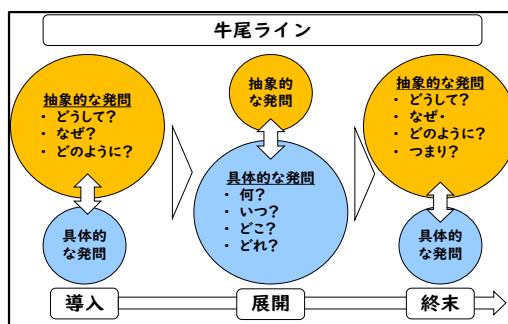 牛尾ライン
抽象的な発問
・ どうして?
・ なぜ?
・ どのように?
具体的
な発問
抽象的
な発問
具体的な発問
・ 何?
・ いつ?
・ どこ?
・ どれ?
抽象的な発問
・ どうして?
・ なぜ・
・ どのように?
・ つまり?
具体的
な発問
導入
展開
終末